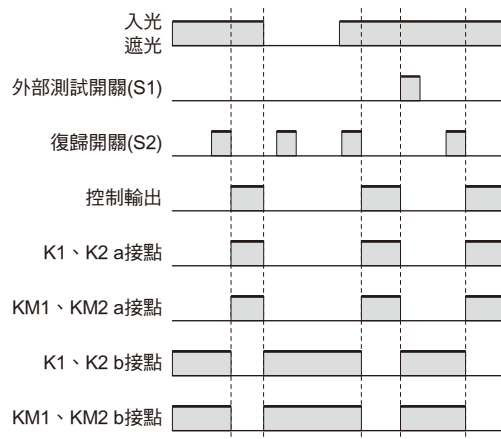 入光
遮光
外部測試開關(S1)
復歸開關(S2)
控制輸出
K1、K2 a接點
KM1、KM2 a接點
K1、K2 b接點
KM1、KM2 b接點